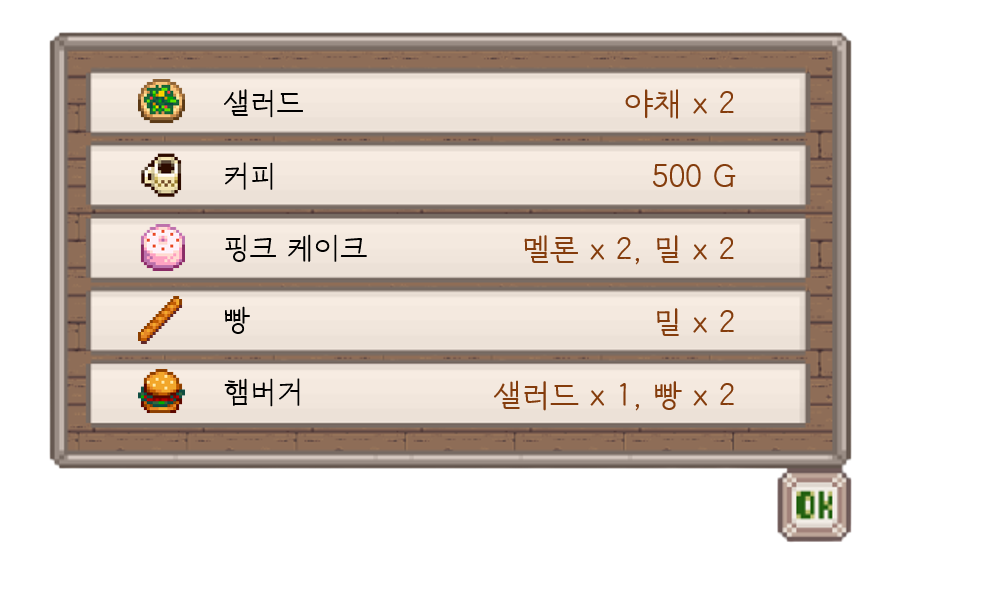 샐러드 야채 x 2
커피 500 G
핑크 케이크 멜론 x 2, 밀 x 2
빵 밀 x 2
햄버거 샐러드 x 1, 빵 x 2
OK